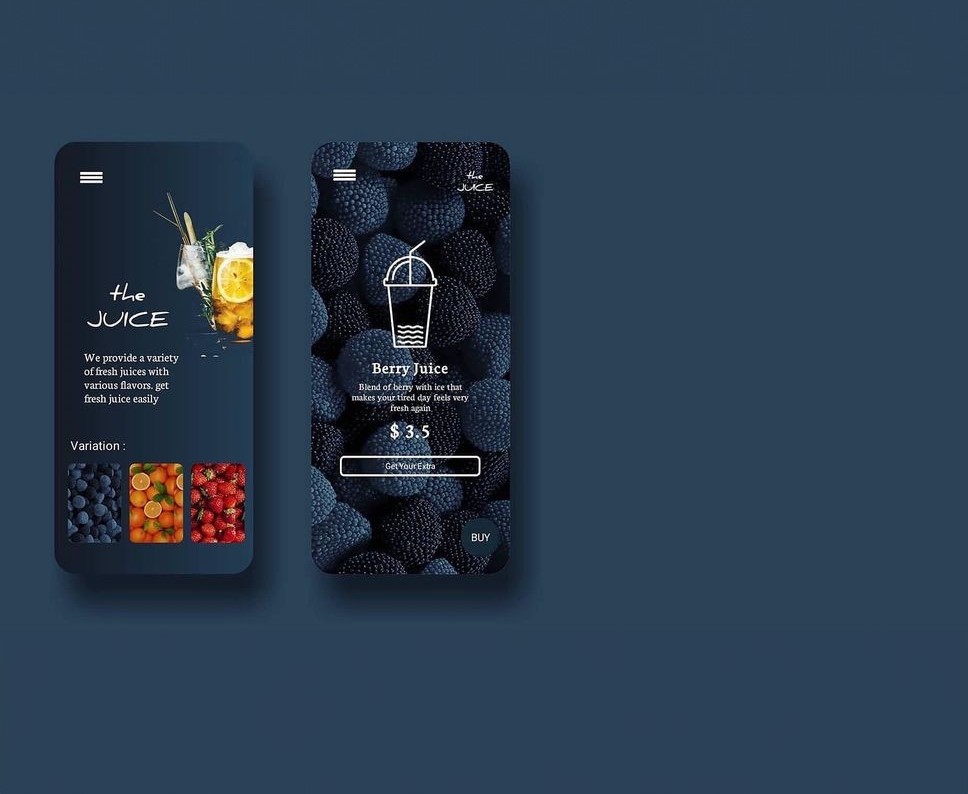 the
JUICE
We provide a variety
of fresh juices with
various flavors. get
fresh juice easily
Variation :
the
JUICE
Berry Juice
Blend of berry with ice that
makes your tired day feels very
fresh again
$ 3.5
Get Your Extra
BUY